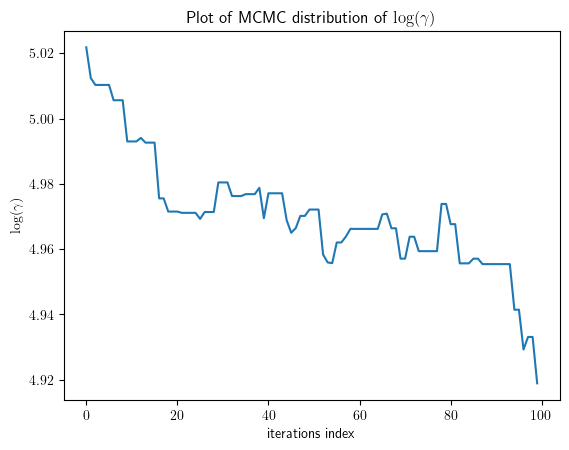 Plot of MCMC distribution of log(γ)
5.02
5.00
4.98
4.96
4.94
4.92
log(γ)
0 20 40 60 80 100
iterations index